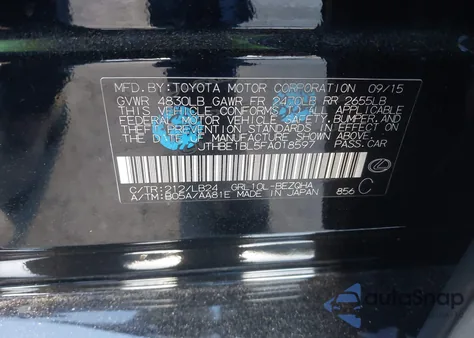 MFD.BY:TOYOTA MOTOR CORPORATION 09/15
GVWR 4830LB GAWR FR 2430LB RR 2655LB
THIS VEHICLE CONFORMS TO ALL APPLICABLE
FEDERAL MOTOR VEHICLE SAFETY, BUMPER, AND
THEFT PREVENTION STANDARDS IN EFFECT ON
THE DATE OF MANUFACTURE SHOWN ABOVE.
JTHBE1BL5FA018597 PASS.CAR
C/TR:212/LB24 GRL10L-BEZQHA
A/TM:B05A/AA81E MADE IN JAPAN 856 C
autoSnap